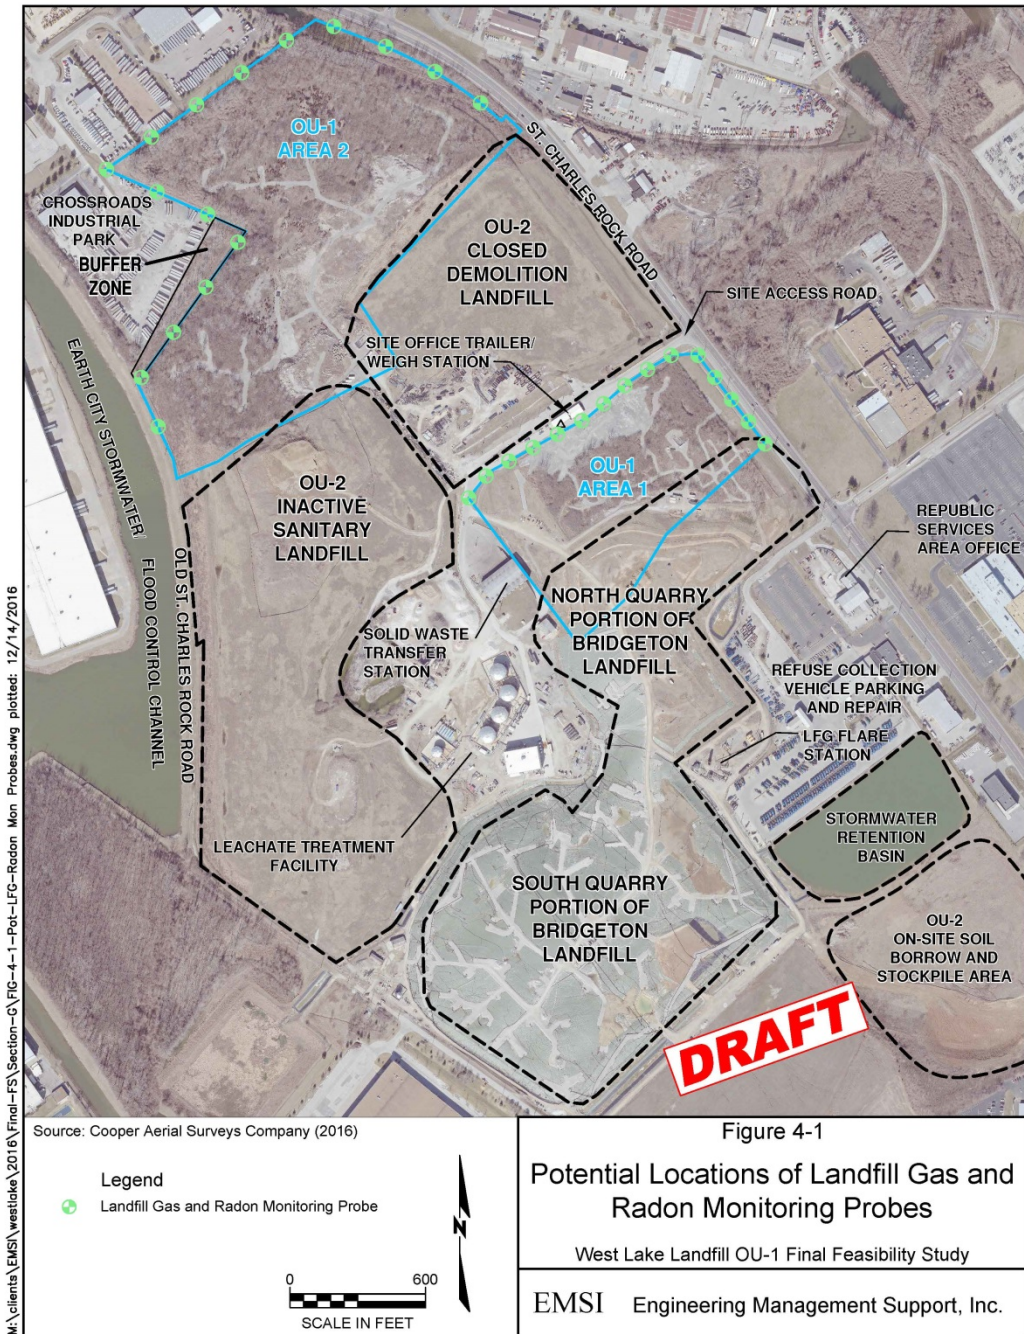 OU-1
AREA 2
ST. CHARLES ROCK ROAD
CROSSROADS
INDUSTRIAL
PARK
BUFFER
ZONE
OU-2
CLOSED
DEMOLITION
LANDFILL
SITE ACCESS ROAD
SITE OFFICE TRAILER/
WEIGH STATION
EARTH CITY STORMWATER/
FLOOD CONTROL CHANNEL
OLD ST. CHARLES ROCK ROAD
OU-2
INACTIVE
SANITARY
LANDFILL
OU-1
AREA 1
REPUBLIC
SERVICES
AREA OFFICE
NORTH QUARRY
PORTION OF
BRIDGETON
LANDFILL
SOLID WASTE
TRANSFER
STATION
REFUSE COLLECTION
VEHICLE PARKING
AND REPAIR
LFG FLARE
STATION
STORMWATER
RETENTION
BASIN
LEACHATE TREATMENT
FACILITY
SOUTH QUARRY
PORTION OF
BRIDGETON
LANDFILL
OU-2
ON-SITE SOIL
BORROW AND
STOCKPILE AREA
DRAFT
M:\clients\EMSI\westlake\2016\Final-FS\Section-G\FIG-4-1-Pot-LFG-Radon Mon Probes.dwg plotted: 12/14/2016
Source: Cooper Aerial Surveys Company (2016)
Legend
Landfill Gas and Radon Monitoring Probe
N
0 600
SCALE IN FEET
Figure 4-1
Potential Locations of Landfill Gas and
Radon Monitoring Probes
West Lake Landfill OU-1 Final Feasibility Study
EMSI Engineering Management Support, Inc.